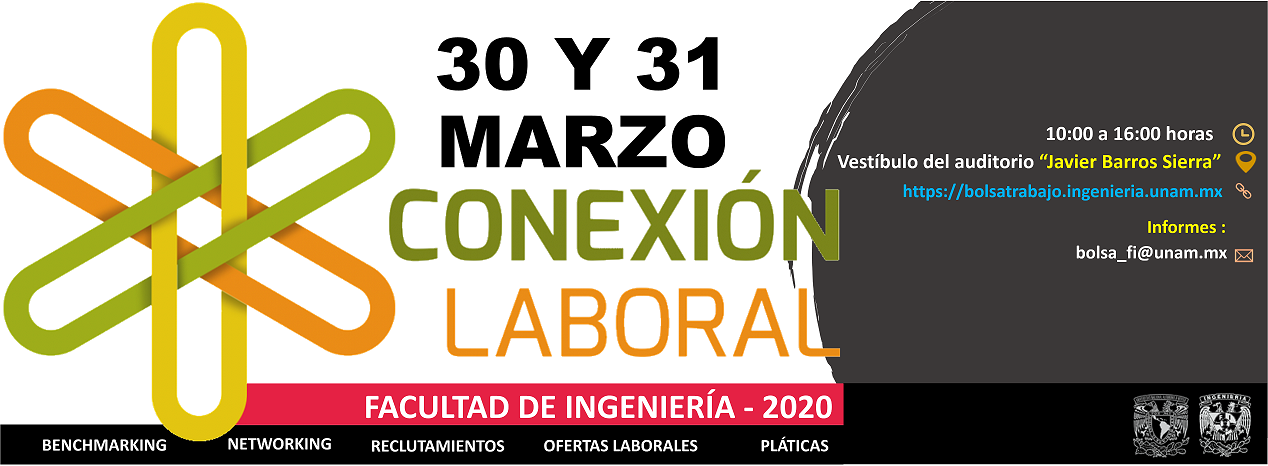 30 Y 31
MARZO
CONEXIÓN
LABORAL
10:00 a 16:00 horas
Vestíbulo del auditorio “Javier Barros Sierra”
https://bolsatrabajo.ingenieria.unam.mx
Informes :
bolsa_fi@unam.mx
FACULTAD DE INGENIERÍA - 2020
BENCHMARKING NETWORKING RECLUTAMIENTOS OFERTAS LABORALES PLÁTICAS
INGENIERIA